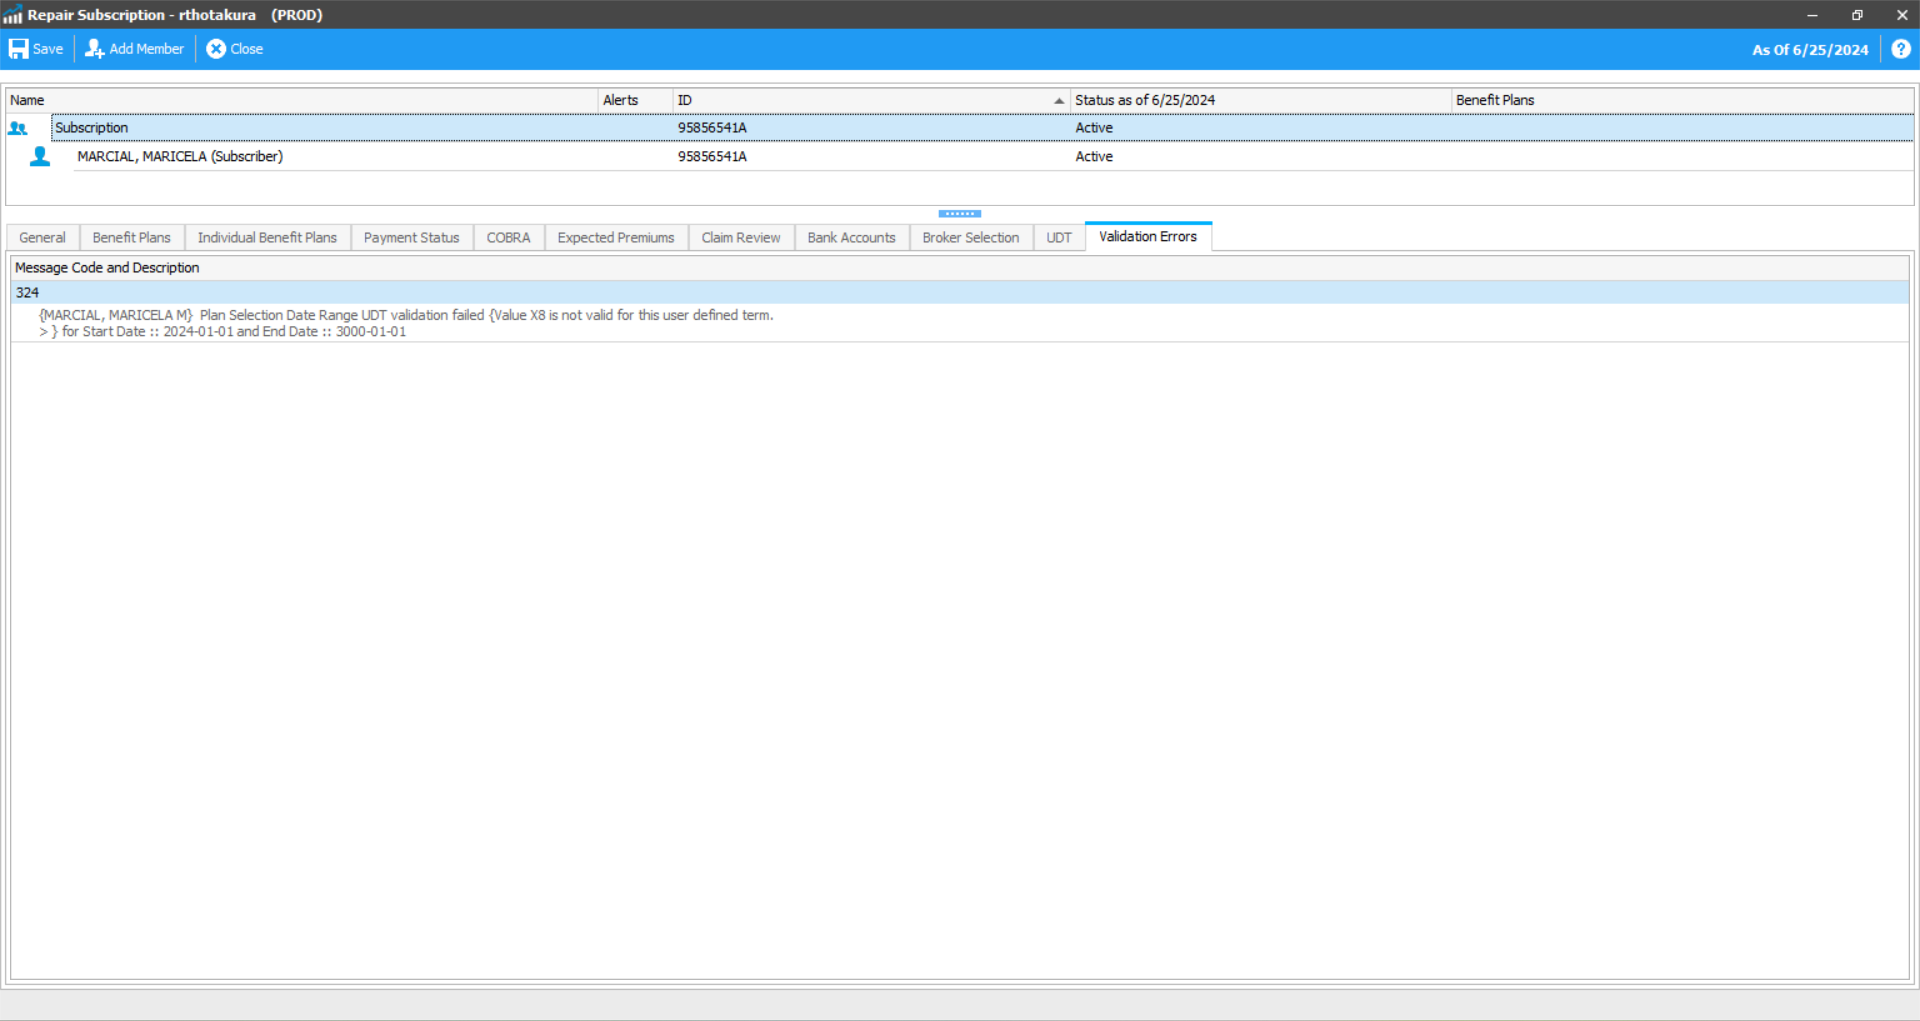 Repair Subscription - rthotakura (PROD)
Save Add Member Close As Of 6/25/2024 ?
Name Alerts ID Status as of 6/25/2024 Benefit Plans
Subscription 95856541A Active
MARCIAL, MARICELA (Subscriber) 95856541A Active
General Benefit Plans Individual Benefit Plans Payment Status COBRA Expected Premiums Claim Review Bank Accounts Broker Selection UDT Validation Errors
Message Code and Description
324
{MARCIAL, MARICELA M} Plan Selection Date Range UDT validation failed {Value X8 is not valid for this user defined term.
> } for Start Date :: 2024-01-01 and End Date :: 3000-01-01